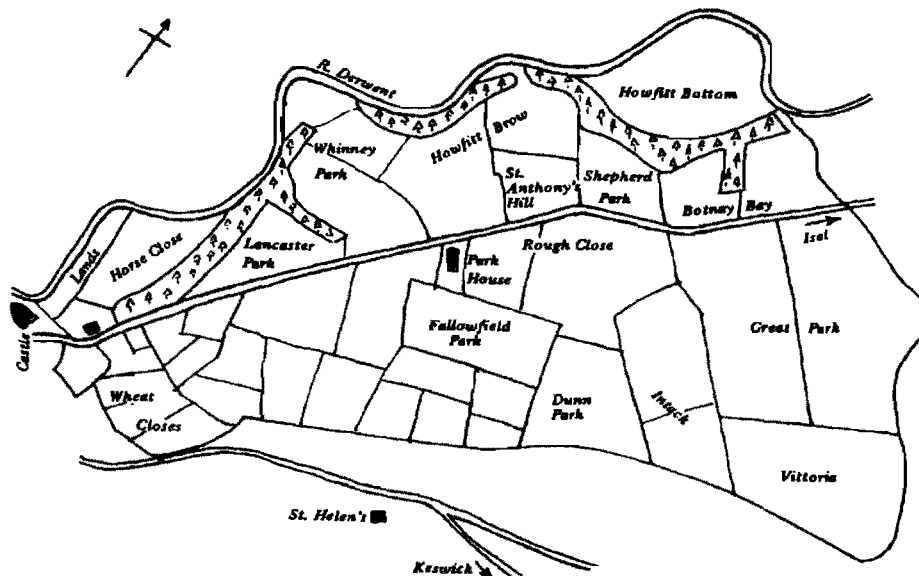 R. Derwent
Howfitt Bottom
Whinney
Park
Howfitt Brow
St.
Anthony's
Hill
Shepherd
Park
Botnay Bay
Isel
Lands
Horse Close
Lancaster
Park
Park
House
Rough Close
Castle
Fallowfield
Park
Great Park
Wheat
Closes
Dunn
Park
Intack
Vittoria
St. Helen's
Keswick